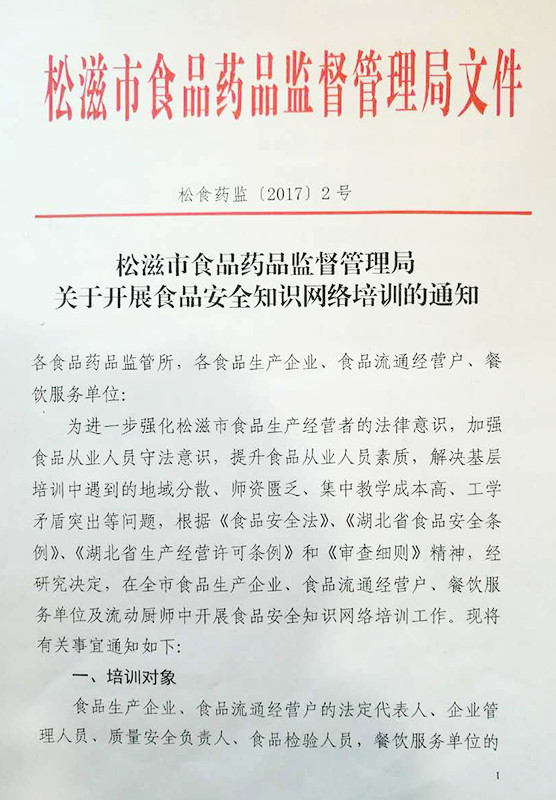 松滋市食品药品监督管理局文件
松食药监〔2017〕2号
松滋市食品药品监督管理局
关于开展食品安全知识网络培训的通知
各食品药品监管所，各食品生产企业、食品流通经营户、餐
饮服务单位：
为进一步强化松滋市食品生产经营者的法律意识，加强
食品从业人员守法意识，提升食品从业人员素质，解决基层
培训中遇到的地域分散、师资匮乏、集中教学成本高、工学
矛盾突出等问题，根据《食品安全法》、《湖北省食品安全条
例》、《湖北省生产经营许可条例》和《审查细则》精神，经
研究决定，在全市食品生产企业、食品流通经营户、餐饮服
务单位及流动厨师中开展食品安全知识网络培训工作。现将
有关事宜通知如下：
一、培训对象
食品生产企业、食品流通经营户的法定代表人、企业管
理人员、质量安全负责人、食品检验人员，餐饮服务单位的
1